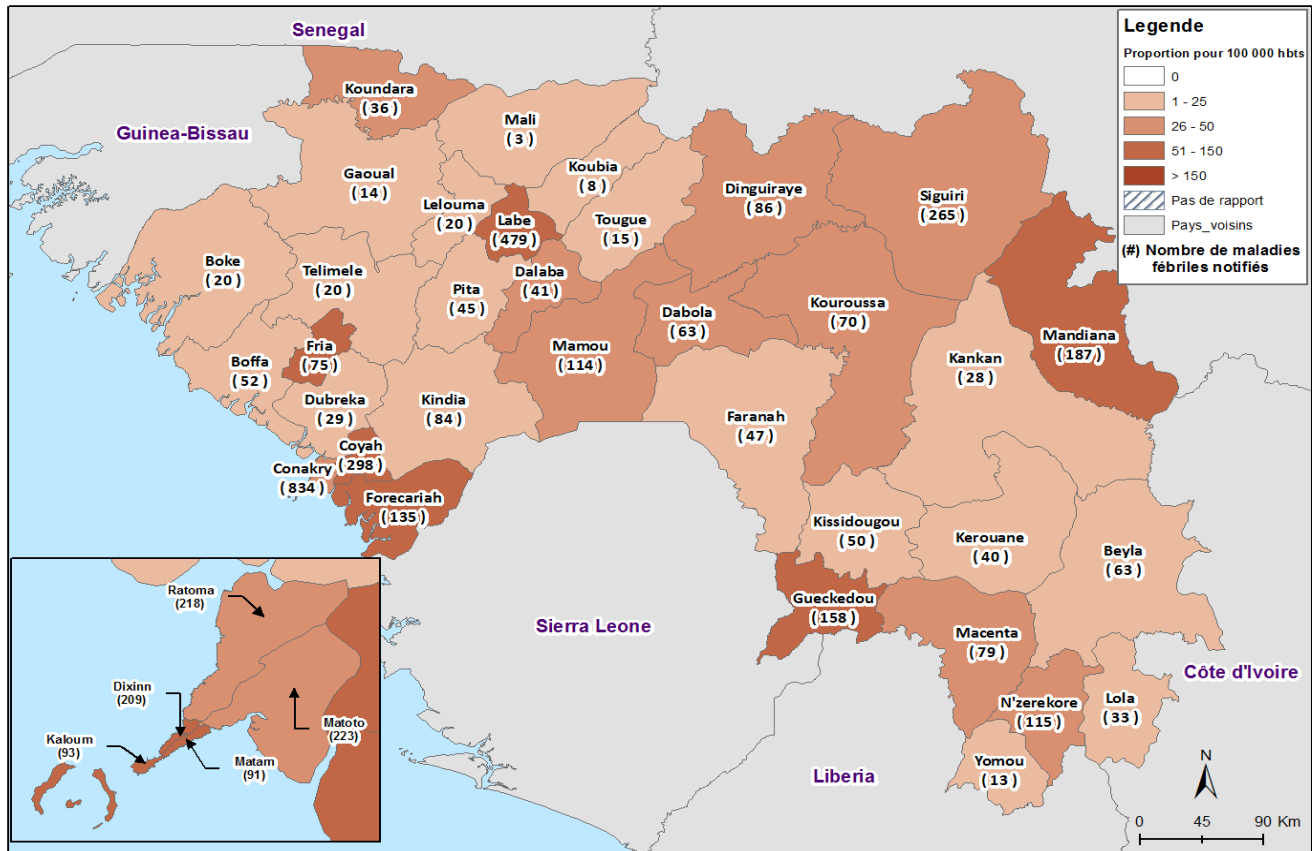 Senegal
Guinea-Bissau
Koundara
( 36 )
Mali
( 3 )
Gaoual
( 14 )
Koubia
( 8 )
Lelouma
( 20 )
Labe
( 479 )
Tougue
( 15 )
Dinguiraye
( 86 )
Siguiri
( 265 )
Boke
( 20 )
Telimele
( 20 )
Pita
( 45 )
Dalaba
( 41 )
Dabola
( 63 )
Kouroussa
( 70 )
Mandiana
( 187 )
Fria
( 75 )
Boffa
( 52 )
Mamou
( 114 )
Kankan
( 28 )
Dubreka
( 29 )
Kindia
( 84 )
Faranah
( 47 )
Coyah
( 298 )
Conakry
( 834 )
Forecariah
( 135 )
Kissidougou
( 50 )
Kerouane
( 40 )
Beyla
( 63 )
Gueckedou
( 158 )
Sierra Leone
Macenta
( 79 )
Côte d'Ivoire
N'zerekore
( 115 )
Lola
( 33 )
Yomou
( 13 )
Liberia
Legende
Proportion pour 100 000 hbts
0
1 - 25
26 - 50
51 - 150
> 150
Pas de rapport
Pays_voisins
(#) Nombre de maladies
fébriles notifiés
Ratoma
(218)
Dixinn
(209)
Kaloum
(93)
Matam
(91)
Matoto
(223)
N
0 45 90 Km